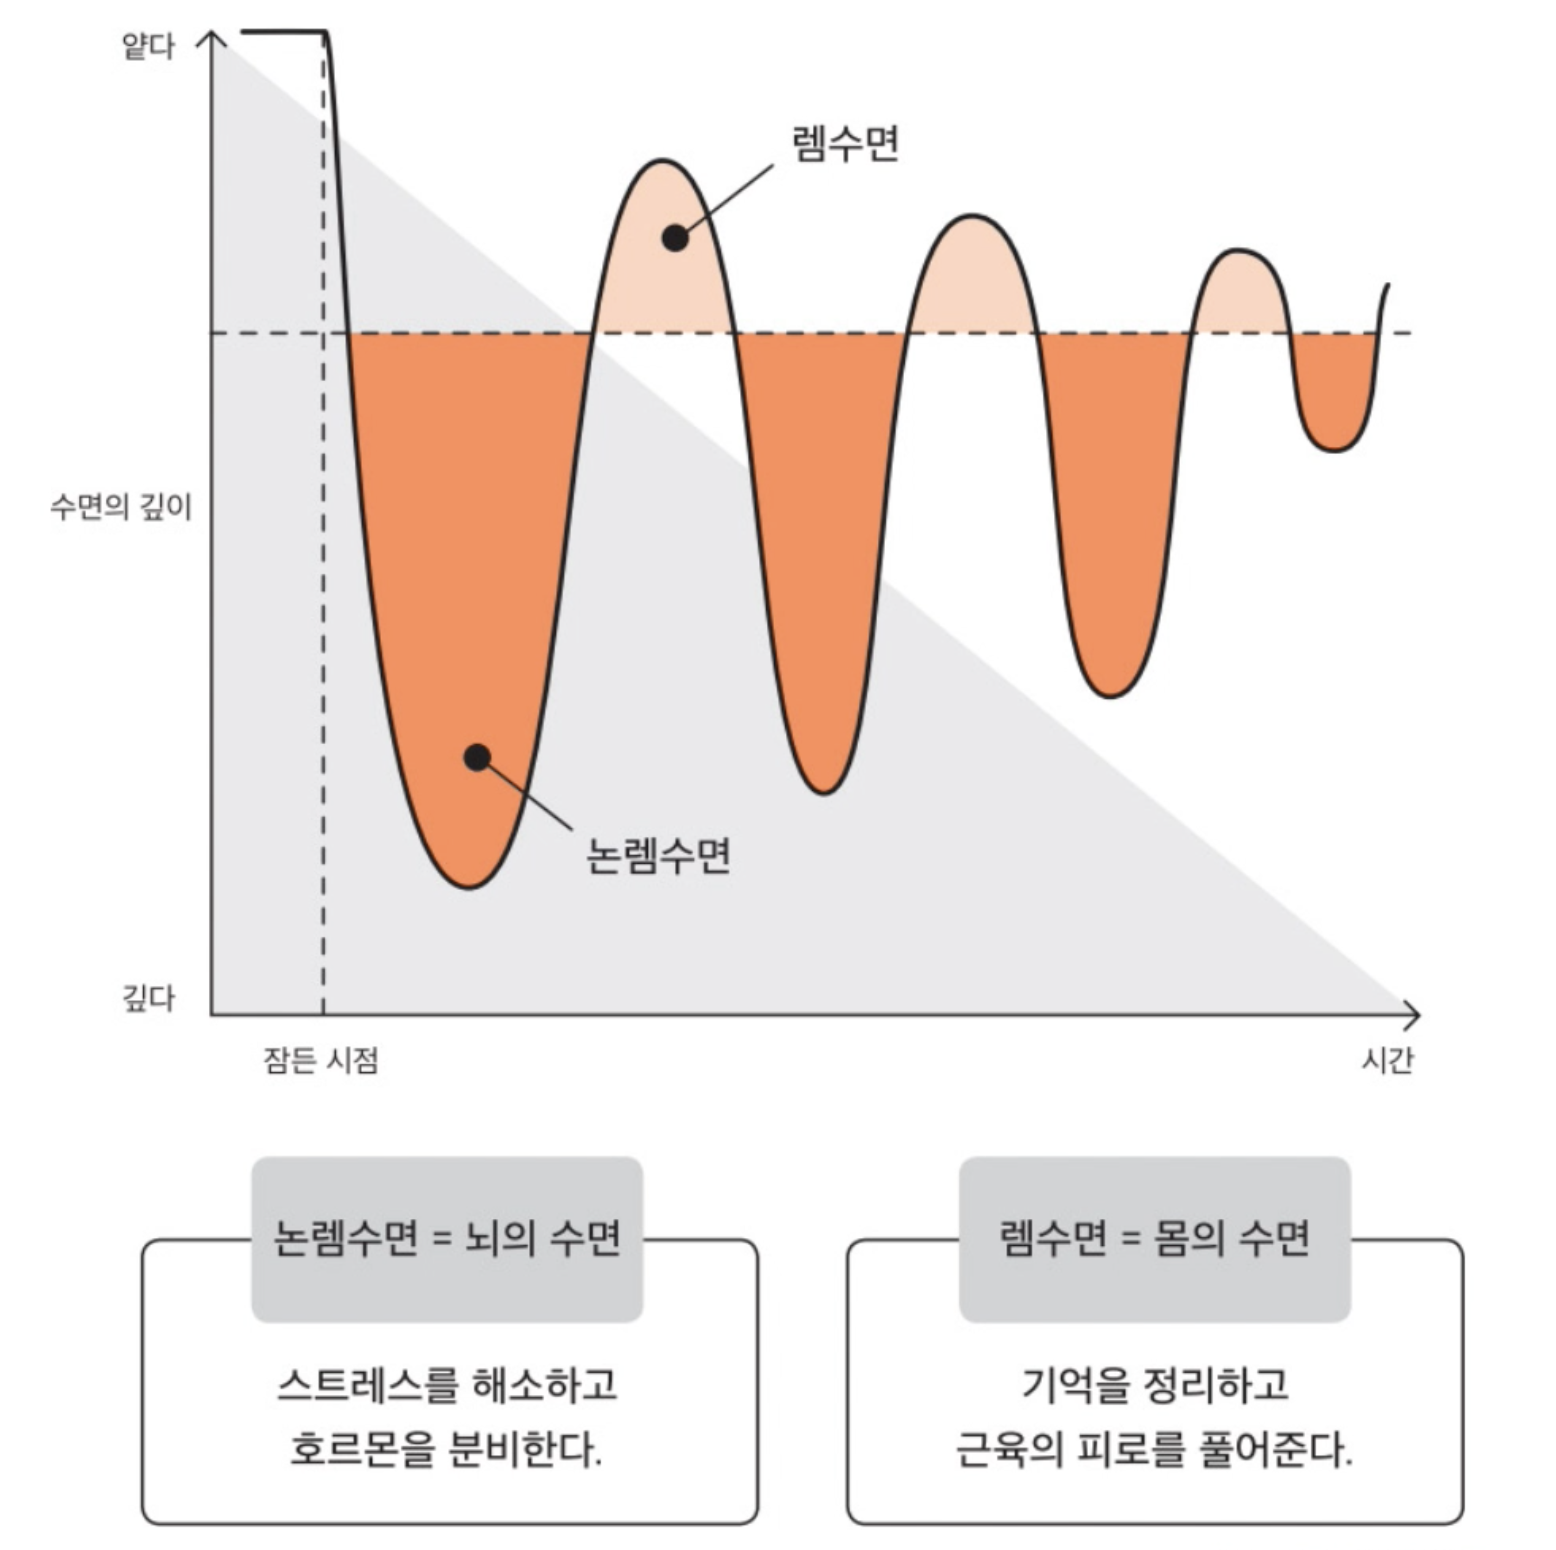 얕다
렘수면
수면의 깊이
논렘수면
깊다
잠든 시점
시간
논렘수면 = 뇌의 수면
스트레스를 해소하고
호르몬을 분비한다.
렘수면 = 몸의 수면
기억을 정리하고
근육의 피로를 풀어준다.